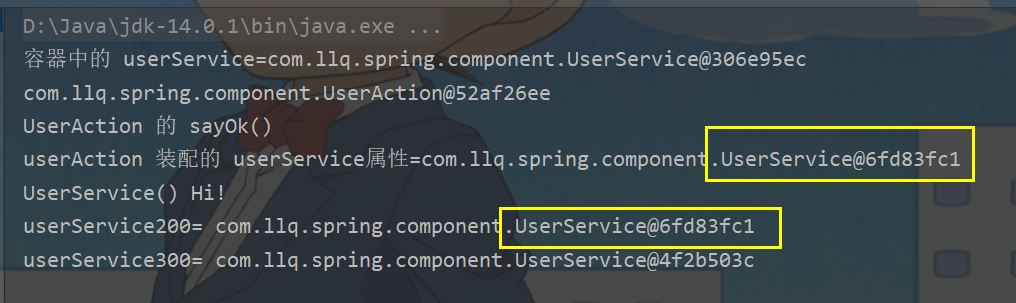 D:\Java\jdk-14.0.1\bin\java.exe ...
容器中的 userService=com.llq.spring.component.UserService@306e95ec
com.llq.spring.component.UserAction@52af26ee
UserAction 的 sayOk()
userAction 装配的 userService属性=com.llq.spring.component.UserService@6fd83fc1
UserService() Hi!
userService200= com.llq.spring.component.UserService@6fd83fc1
userService300= com.llq.spring.component.UserService@4f2b503c